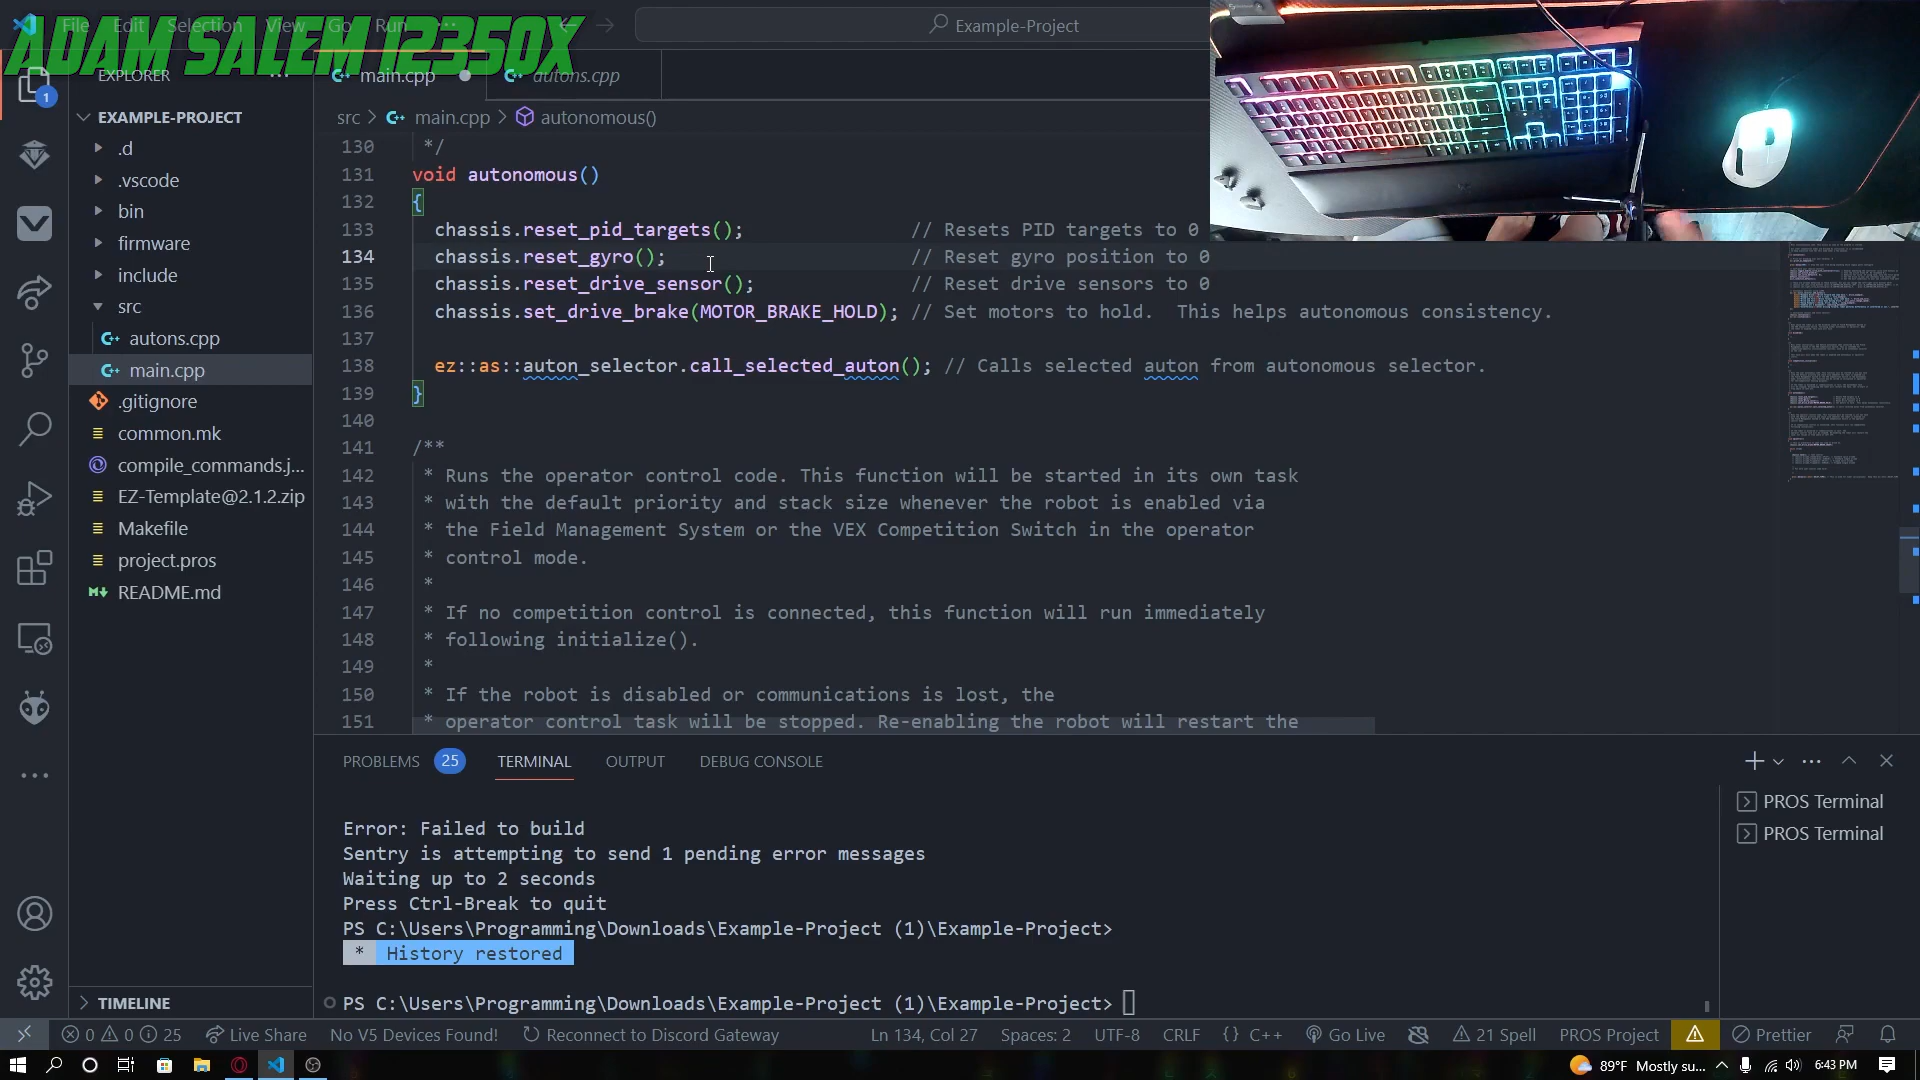 File Edit Selection View Go Run
Example-Project
ADAM SALEM 12350X
EXPLORER
main.cpp
autons.cpp
1
EXAMPLE-PROJECT
.d
.vscode
bin
firmware
include
src
autons.cpp
main.cpp
.gitignore
common.mk
compile_commands.j...
EZ-Template@2.1.2.zip
Makefile
project.pros
README.md
TIMELINE
src > main.cpp > autonomous()
130 */
131 void autonomous()
132 {
133 chassis.reset_pid_targets(); // Resets PID targets to 0
134 chassis.reset_gyro(); // Reset gyro position to 0
135 chassis.reset_drive_sensor(); // Reset drive sensors to 0
136 chassis.set_drive_brake(MOTOR_BRAKE_HOLD); // Set motors to hold.  This helps autonomous consistency.
137
138 ez::as::auton_selector.call_selected_auton(); // Calls selected auton from autonomous selector.
139 }
140
141 /**
142 * Runs the operator control code. This function will be started in its own task
143 * with the default priority and stack size whenever the robot is enabled via
144 * the Field Management System or the VEX Competition Switch in the operator
145 * control mode.
146 *
147 * If no competition control is connected, this function will run immediately
148 * following initialize().
149 *
150 * If the robot is disabled or communications is lost, the
151 * operator control task will be stopped. Re-enabling the robot will restart the
PROBLEMS 25 TERMINAL OUTPUT DEBUG CONSOLE
Error: Failed to build
Sentry is attempting to send 1 pending error messages
Waiting up to 2 seconds
Press Ctrl-Break to quit
PS C:\Users\Programming\Downloads\Example-Project (1)\Example-Project>
* History restored
PS C:\Users\Programming\Downloads\Example-Project (1)\Example-Project>
PROS Terminal
PROS Terminal
0 0 25 Live Share No V5 Devices Found! Reconnect to Discord Gateway Ln 134, Col 27 Spaces: 2 UTF-8 CRLF {} C++ Go Live 21 Spell PROS Project Prettier
89°F Mostly su... 6:43 PM